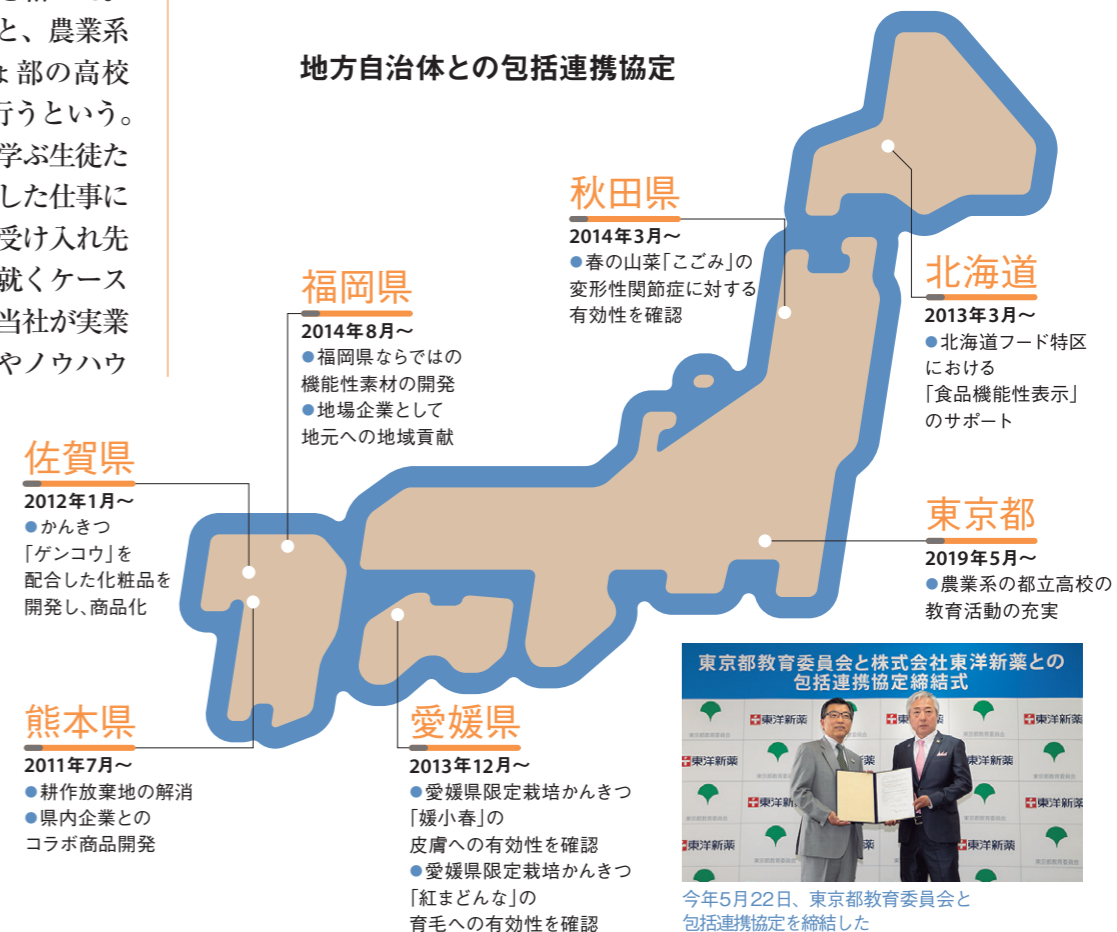 と、農業系
部の高校
行うという。
学ぶ生徒た
した仕事に
受け入れ先
就くケース
当社が実業
やノウハウ
地方自治体との包括連携協定
秋田県
2014年3月〜
●春の山菜「こごみ」の
変形性関節症に対する
有効性を確認
北海道
2013年3月〜
●北海道フード特区
における
「食品機能性表示」
のサポート
福岡県
2014年8月〜
●福岡県ならではの
機能性素材の開発
●地場企業として
地元への地域貢献
佐賀県
2012年1月〜
●かんきつ
「ゲンコウ」を
配合した化粧品を
開発し、商品化
東京都
2019年5月〜
●農業系の都立高校の
教育活動の充実
熊本県
2011年7月〜
●耕作放棄地の解消
●県内企業との
コラボ商品開発
愛媛県
2013年12月〜
●愛媛県限定栽培かんきつ
「媛小春」の
皮膚への有効性を確認
●愛媛県限定栽培かんきつ
「紅まどんな」の
育毛への有効性を確認
東京都教育委員会と株式会社東洋新薬との
包括連携協定締結式
東洋新薬
東京都教育委員会
今年5月22日、東京都教育委員会と
包括連携協定を締結した